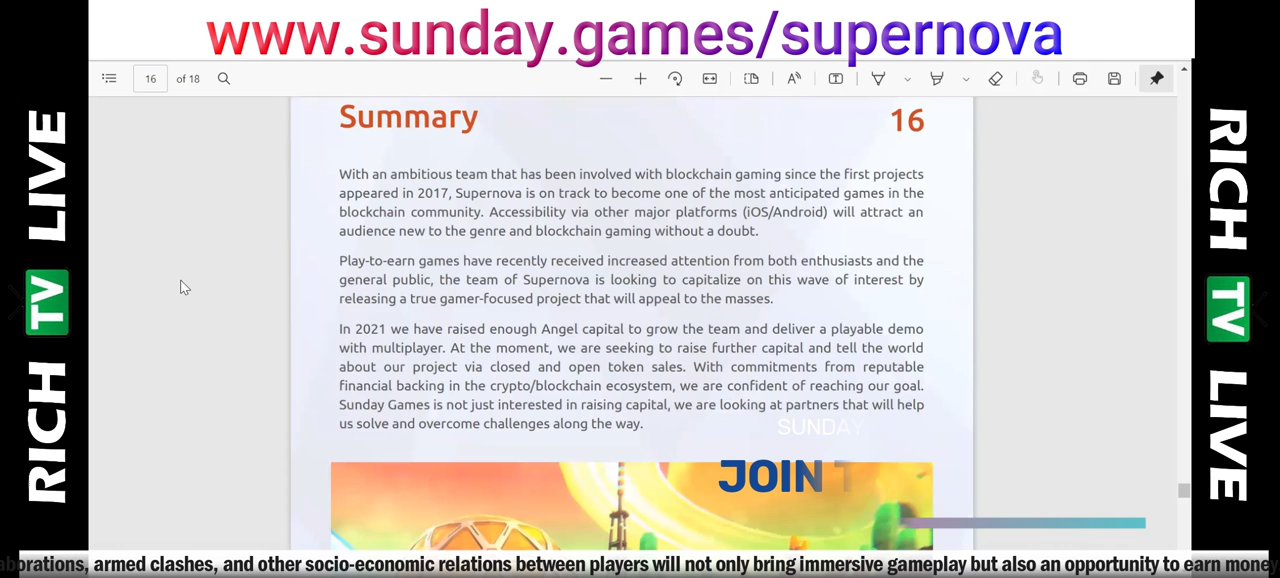 www.sunday.games/supernova
16 of 18
Summary 16
With an ambitious team that has been involved with blockchain gaming since the first projects
appeared in 2017, Supernova is on track to become one of the most anticipated games in the
blockchain community. Accessibility via other major platforms (iOS/Android) will attract an
audience new to the genre and blockchain gaming without a doubt.
Play-to-earn games have recently received increased attention from both enthusiasts and the
general public, the team of Supernova is looking to capitalize on this wave of interest by
releasing a true gamer-focused project that will appeal to the masses.
In 2021 we have raised enough Angel capital to grow the team and deliver a playable demo
with multiplayer. At the moment, we are seeking to raise further capital and tell the world
about our project via closed and open token sales. With commitments from reputable
financial backing in the crypto/blockchain ecosystem, we are confident of reaching our goal.
Sunday Games is not just interested in raising capital, we are looking at partners that will help
us solve and overcome challenges along the way.
SUNDAY
JOIN T
RICH TV LIVE
RICH TV LIVE
borations, armed clashes, and other socio-economic relations between players will not only bring immersive gameplay but also an opportunity to earn money